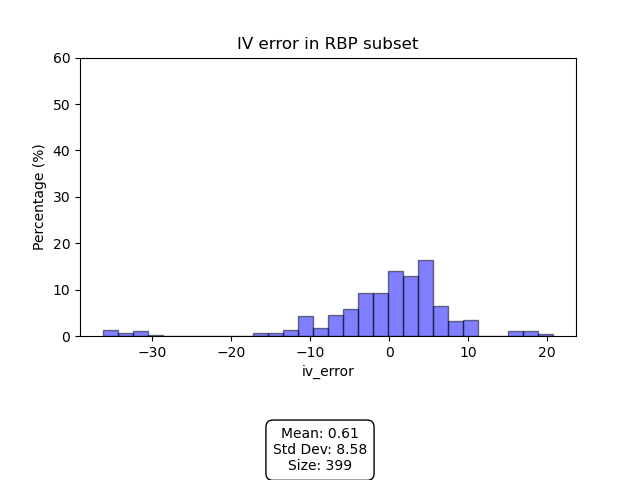 IV error in RBP subset
60
50
40
30
20
10
0
Percentage (%)
−30
−20
−10
0
10
20
iv_error
Mean: 0.61
Std Dev: 8.58
Size: 399